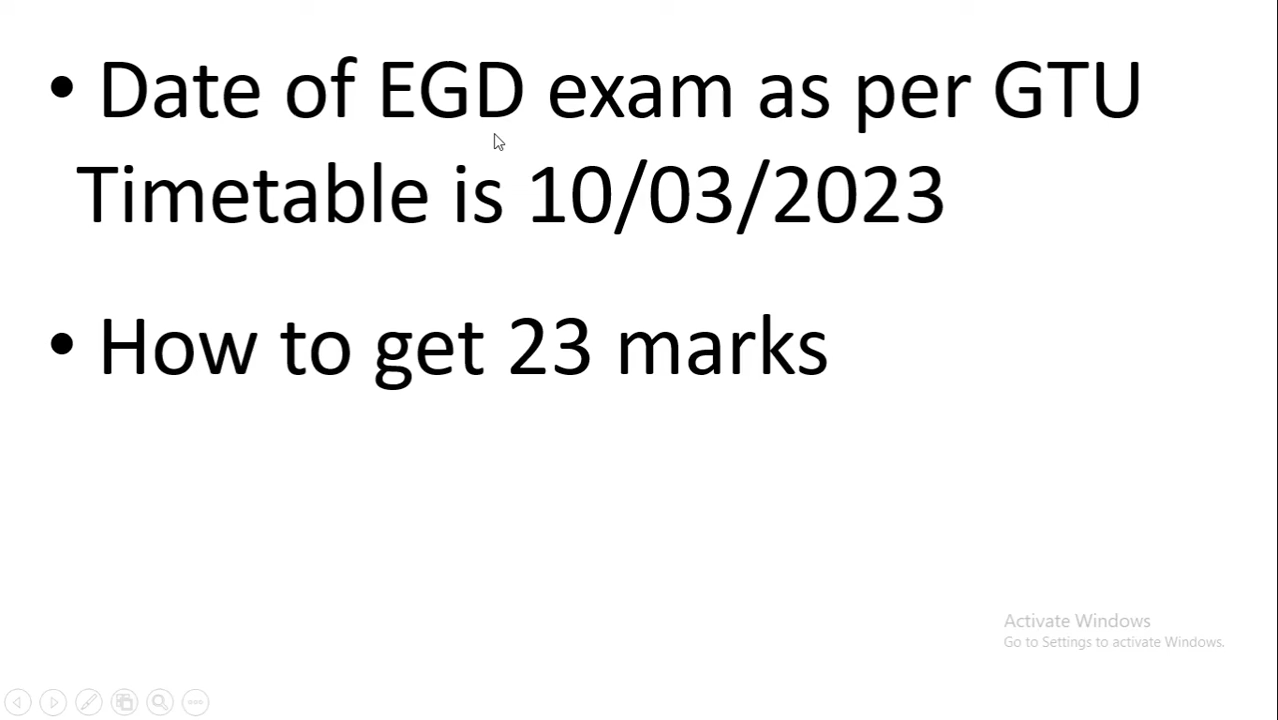 • Date of EGD exam as per GTU
Timetable is 10/03/2023
• How to get 23 marks
Activate Windows
Go to Settings to activate Windows.